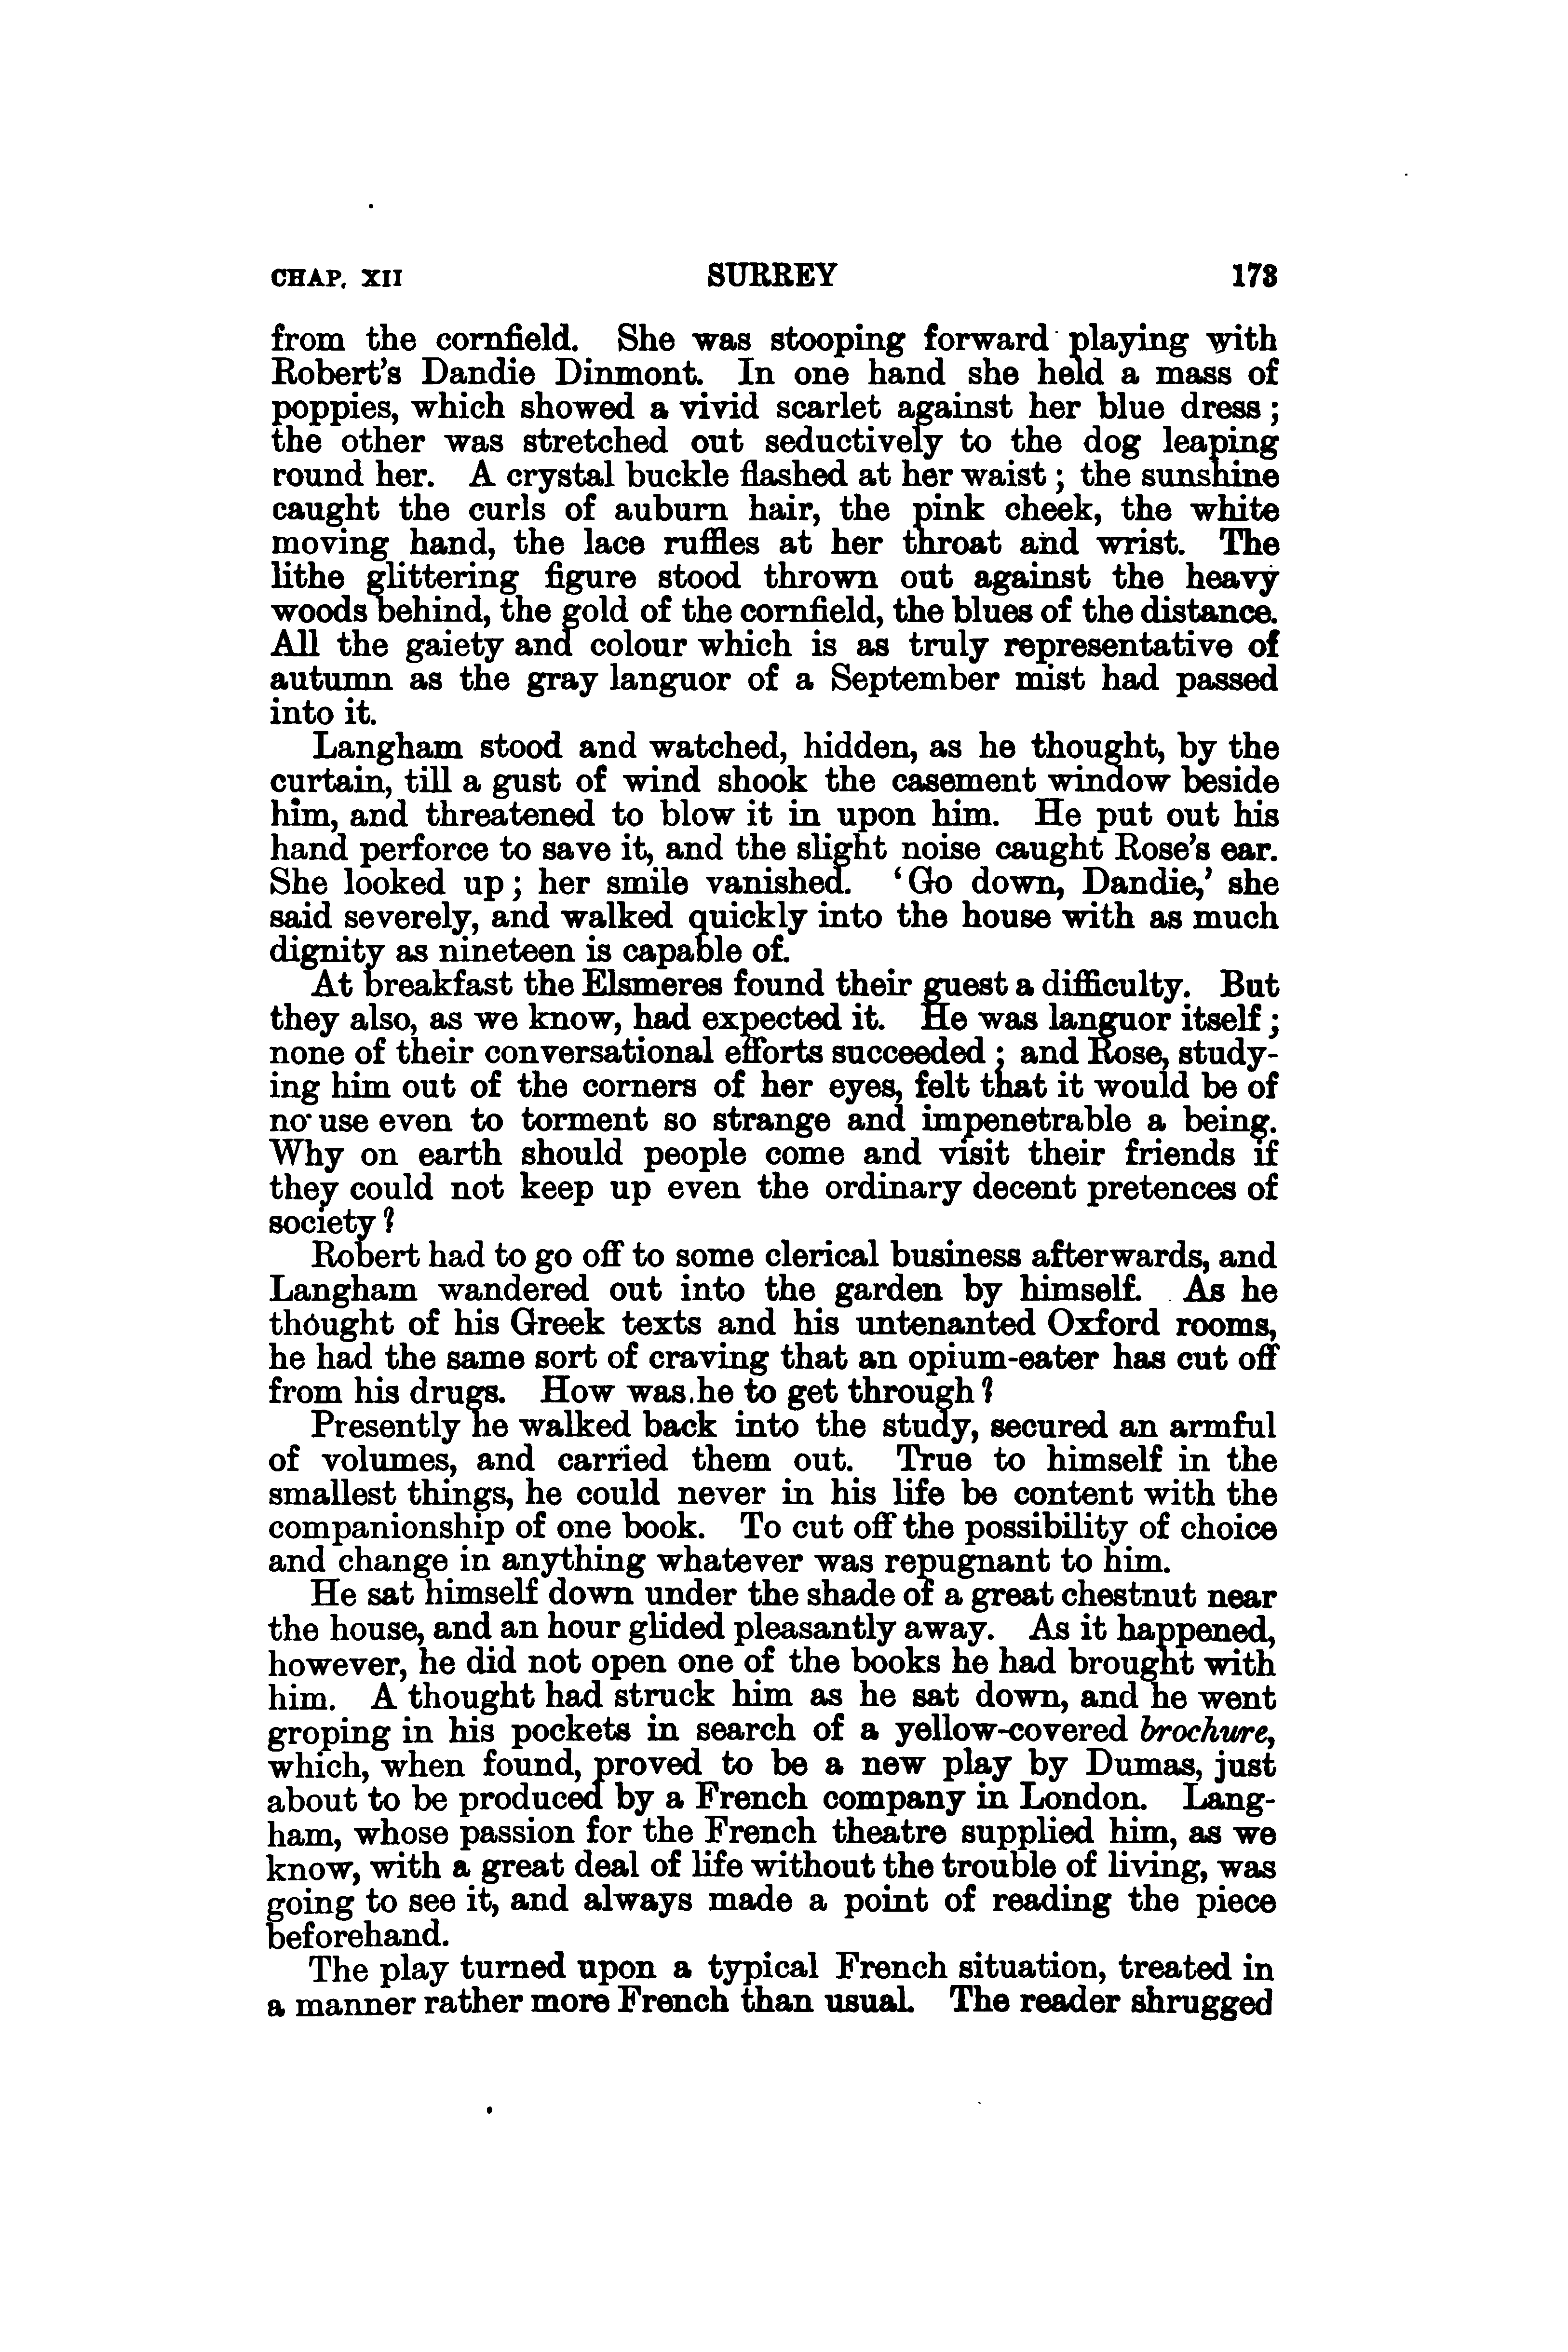 CHAP. XII SURREY 173
from the cornfield. She was stooping forward playing with
Robert's Dandie Dinmont. In one hand she held a mass of
poppies, which showed a vivid scarlet against her blue dress;
the other was stretched out seductively to the dog leaping
round her. A crystal buckle flashed at her waist; the sunshine
caught the curls of auburn hair, the pink cheek, the white
moving hand, the lace ruffles at her throat and wrist. The
lithe glittering figure stood thrown out against the heavy
woods behind, the gold of the cornfield, the blues of the distance.
All the gaiety and colour which is as truly representative of
autumn as the gray languor of a September mist had passed
into it.
Langham stood and watched, hidden, as he thought, by the
curtain, till a gust of wind shook the casement window beside
him, and threatened to blow it in upon him. He put out his
hand perforce to save it, and the slight noise caught Rose's ear.
She looked up; her smile vanished. 'Go down, Dandie,' she
said severely, and walked quickly into the house with as much
dignity as nineteen is capable of.
At breakfast the Elsmeres found their guest a difficulty. But
they also, as we know, had expected it. He was languor itself;
none of their conversational efforts succeeded; and Rose, study-
ing him out of the corners of her eyes, felt that it would be of
no use even to torment so strange and impenetrable a being.
Why on earth should people come and visit their friends if
they could not keep up even the ordinary decent pretences of
society?
Robert had to go off to some clerical business afterwards, and
Langham wandered out into the garden by himself. As he
thought of his Greek texts and his untenanted Oxford rooms,
he had the same sort of craving that an opium-eater has cut off
from his drugs. How was he to get through?
Presently he walked back into the study, secured an armful
of volumes, and carried them out. True to himself in the
smallest things, he could never in his life be content with the
companionship of one book. To cut off the possibility of choice
and change in anything whatever was repugnant to him.
He sat himself down under the shade of a great chestnut near
the house, and an hour glided pleasantly away. As it happened,
however, he did not open one of the books he had brought with
him. A thought had struck him as he sat down, and he went
groping in his pockets in search of a yellow-covered brochure,
which, when found, proved to be a new play by Dumas, just
about to be produced by a French company in London. Lang-
ham, whose passion for the French theatre supplied him, as we
know, with a great deal of life without the trouble of living, was
going to see it, and always made a point of reading the piece
beforehand.
The play turned upon a typical French situation, treated in
a manner rather more French than usual. The reader shrugged